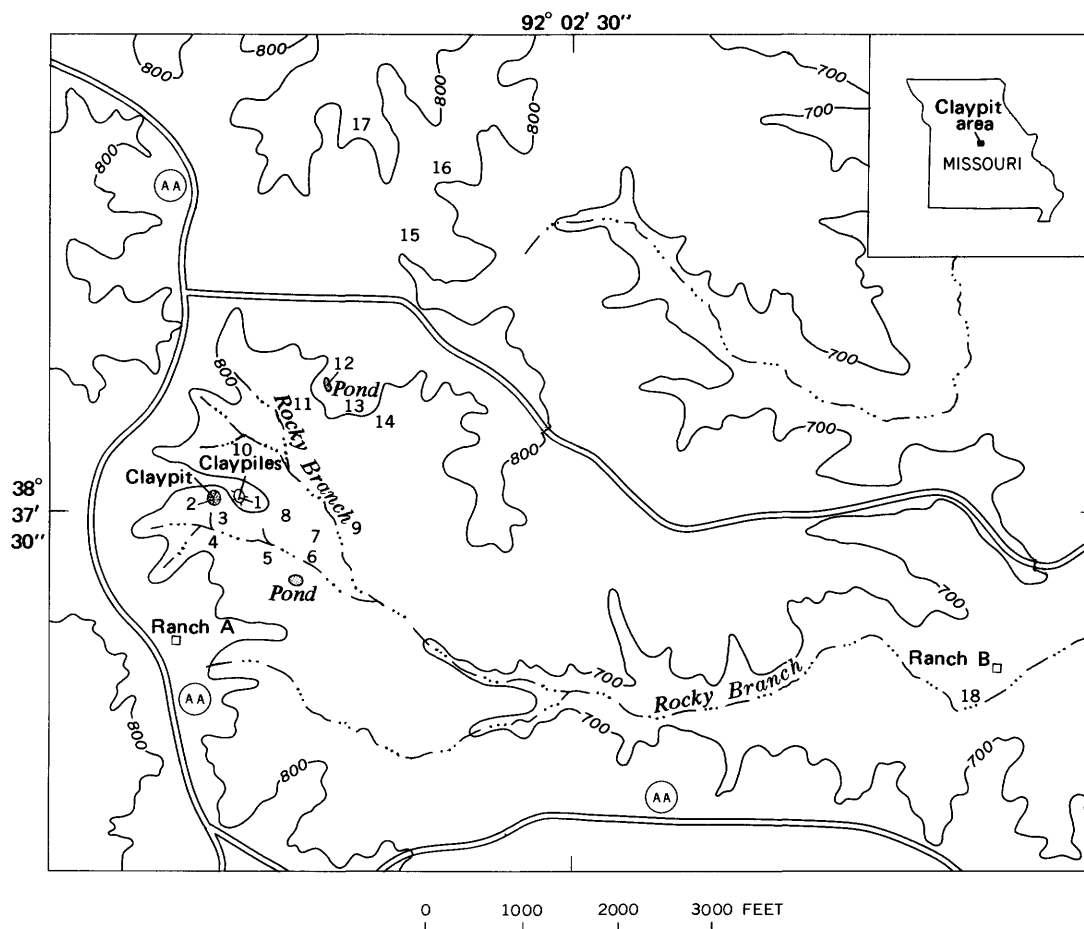 92° 02′ 30″
800
800
800
800
700
700
Claypit
area
MISSOURI
17
800
16
AA
15
700
800
12
Pond
11
13
14
Rocky Branch
10
Claypiles
Claypit
800
700
38°
37′
30″
2
1
3
8
9
4
7
5
6
Pond
700
Ranch A
Ranch B
700
Rocky Branch
18
AA
800
700
700
800
AA
0 1000 2000 3000 FEET